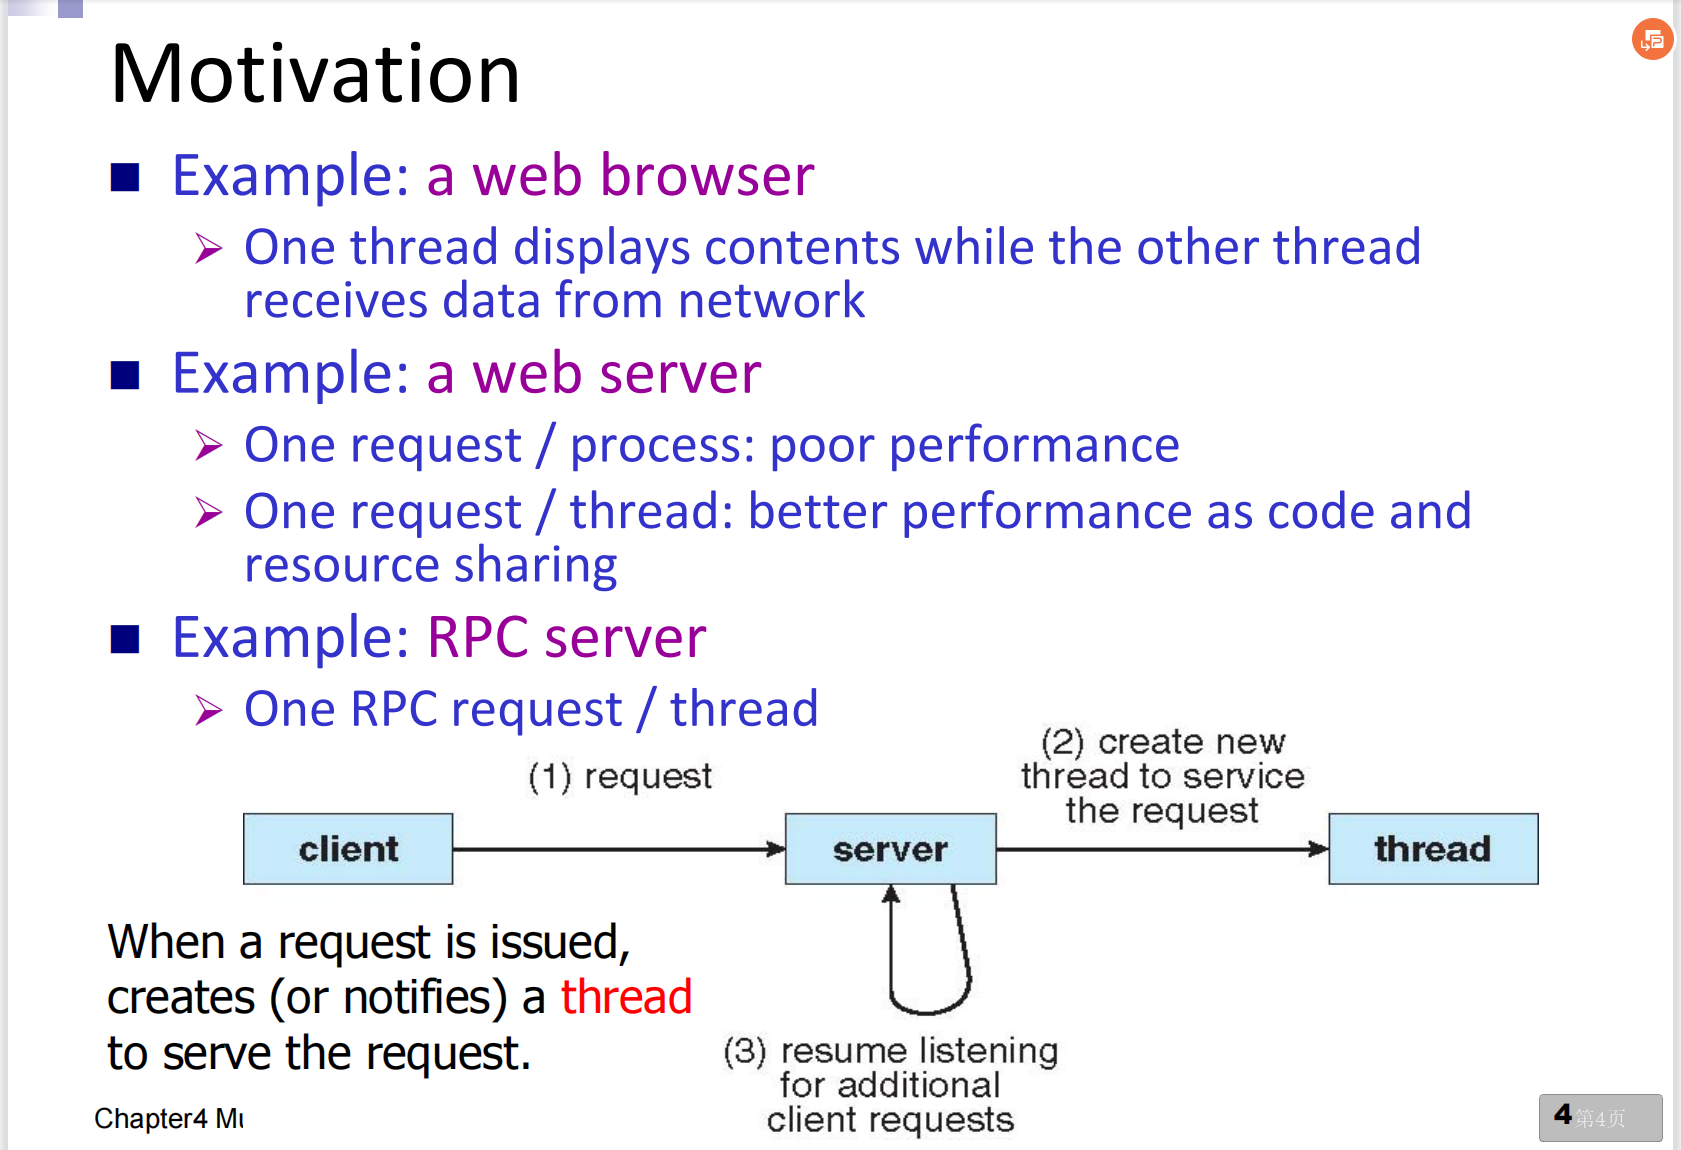 Motivation
Example: a web browser
One thread displays contents while the other thread
receives data from network
Example: a web server
One request / process: poor performance
One request / thread: better performance as code and
resource sharing
Example: RPC server
One RPC request / thread
(1) request
(2) create new
thread to service
the request
client
server
thread
When a request is issued,
creates (or notifies) a thread
to serve the request.
(3) resume listening
for additional
client requests
Chapter4
4 第4页